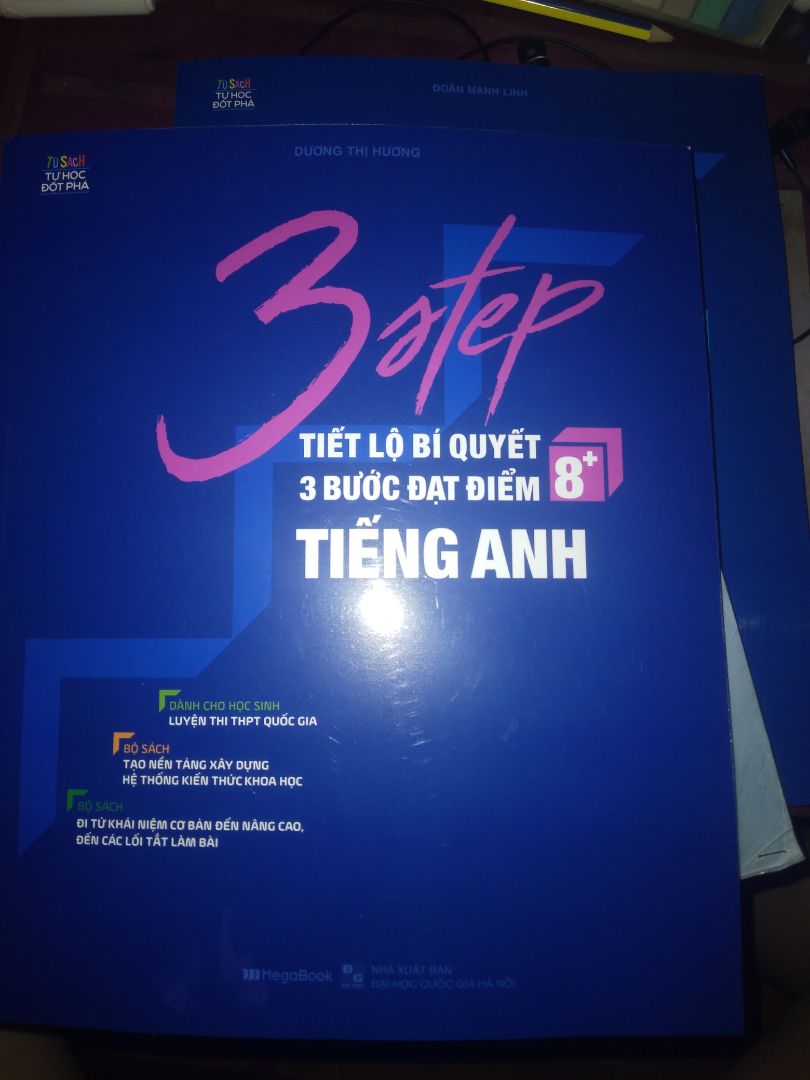 TỦ SÁCH
TỰ HỌC
ĐỘT PHÁ
ĐOÀN MẠNH LINH
TỦ SÁCH
TỰ HỌC
ĐỘT PHÁ
DƯƠNG THỊ HƯƠNG
3 step
TIẾT LỘ BÍ QUYẾT
3 BƯỚC ĐẠT ĐIỂM 8+
TIẾNG ANH
DÀNH CHO HỌC SINH
LUYỆN THI THPT QUỐC GIA
BỘ SÁCH
TẠO NỀN TẢNG XÂY DỰNG
HỆ THỐNG KIẾN THỨC KHOA HỌC
BỘ SÁCH
ĐI TỪ KHÁI NIỆM CƠ BẢN ĐẾN NÂNG CAO,
ĐẾN CÁC LỐI TẮT LÀM BÀI
MegaBook
NHÀ XUẤT BẢN
ĐẠI HỌC QUỐC GIA HÀ NỘI